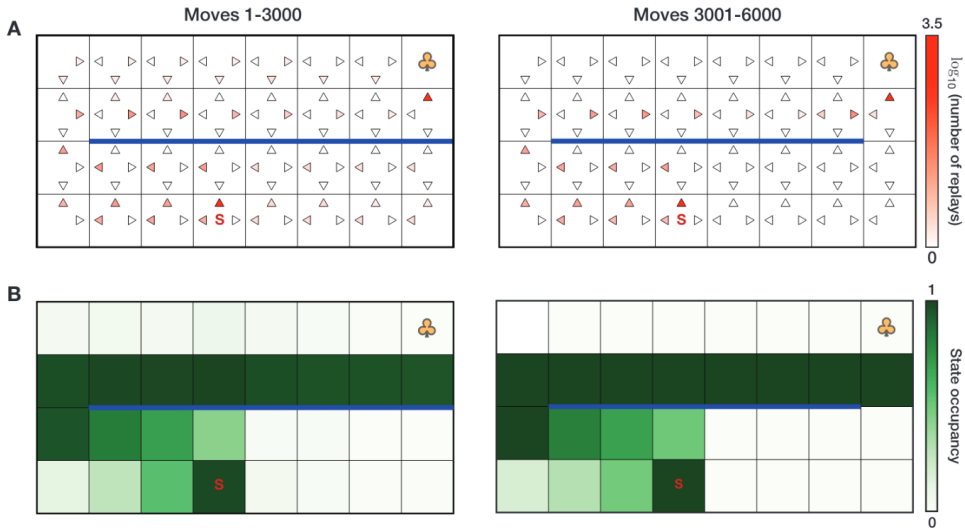 Moves 1-3000
Moves 3001-6000
A
S
S
3.5
log10 (number of replays)
0
B
S
S
1
State occupancy
0